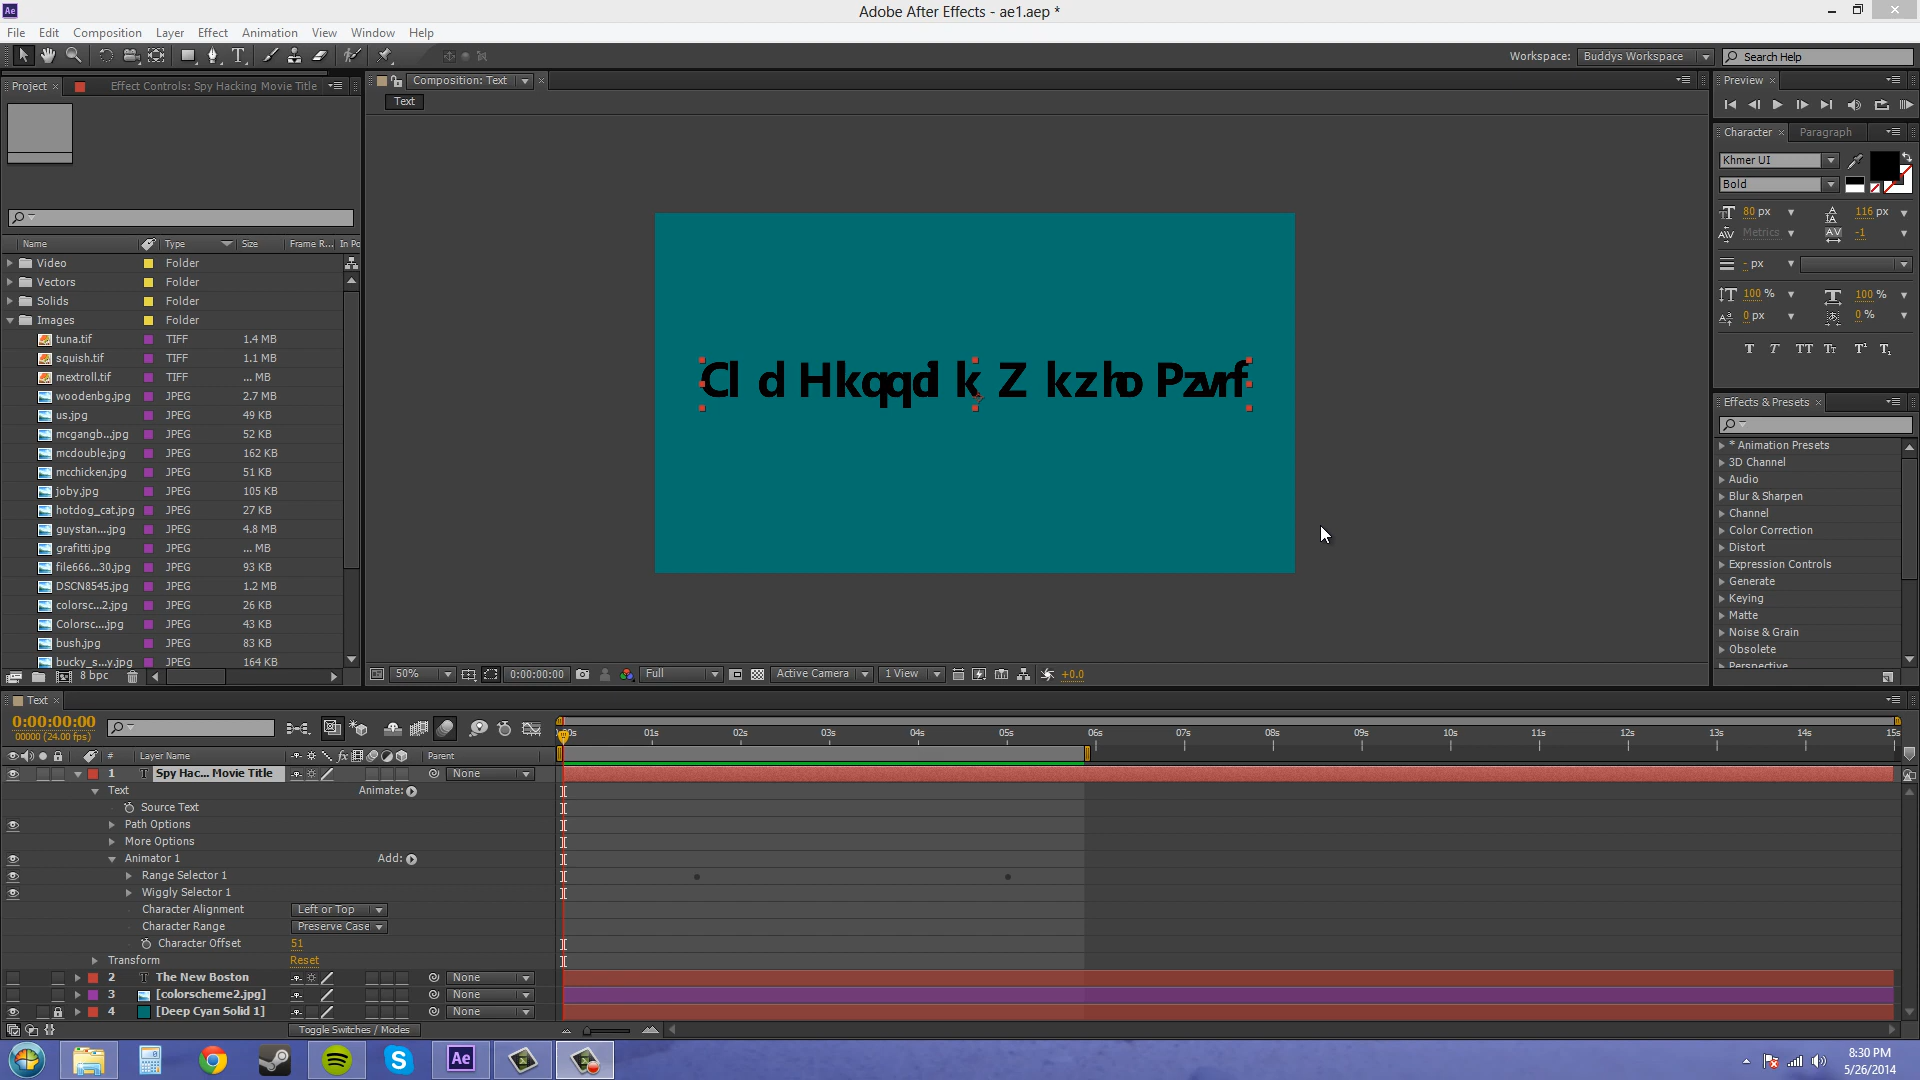 Adobe After Effects - ae1.aep *
File Edit Composition Layer Effect Animation View Window Help
Workspace: Buddys Workspace Search Help
Project Effect Controls: Spy Hacking Movie Title
Composition: Text
Text
Name Type Size Frame R... In Po
Video Folder
Vectors Folder
Solids Folder
Images Folder
tuna.tif TIFF 1.4 MB
squish.tif TIFF 1.1 MB
mextroll.tif TIFF ... MB
woodenbg.jpg JPEG 2.7 MB
us.jpg JPEG 49 KB
mcgangb...jpg JPEG 52 KB
mcdouble.jpg JPEG 162 KB
mcchicken.jpg JPEG 51 KB
joby.jpg JPEG 105 KB
hotdog_cat.jpg JPEG 27 KB
guystan....jpg JPEG 4.8 MB
grafitti.jpg JPEG ... MB
file666...30.jpg JPEG 93 KB
DSCN8545.jpg JPEG 1.2 MB
colorsc...2.jpg JPEG 26 KB
Colorsc....jpg JPEG 43 KB
bush.jpg JPEG 83 KB
bucky_s...y.jpg JPEG 164 KB
8 bpc
Cl d Hkqqd k Z kzho Pzvrf
50% 0:00:00:00 Full Active Camera 1 View +0.0
Preview
Character Paragraph
Khmer UI
Bold
80 px 116 px
Metrics -1
- px
100 % 100 %
0 px 0 %
T T TT Tt T¹ T₁
Effects & Presets
* Animation Presets
3D Channel
Audio
Blur & Sharpen
Channel
Color Correction
Distort
Expression Controls
Generate
Keying
Matte
Noise & Grain
Obsolete
Perspective
Text
0:00:00:00
00000 (24.00 fps)
00s 01s 02s 03s 04s 05s 06s 07s 08s 09s 10s 11s 12s 13s 14s 15s
# Layer Name Parent
1 Spy Hac... Movie Title None
Text Animate:
Source Text
Path Options
More Options
Animator 1 Add:
Range Selector 1
Wiggly Selector 1
Character Alignment Left or Top
Character Range Preserve Case
Character Offset 51
Transform Reset
2 The New Boston None
3 [colorscheme2.jpg] None
4 [Deep Cyan Solid 1] None
Toggle Switches / Modes
8:30 PM
5/26/2014